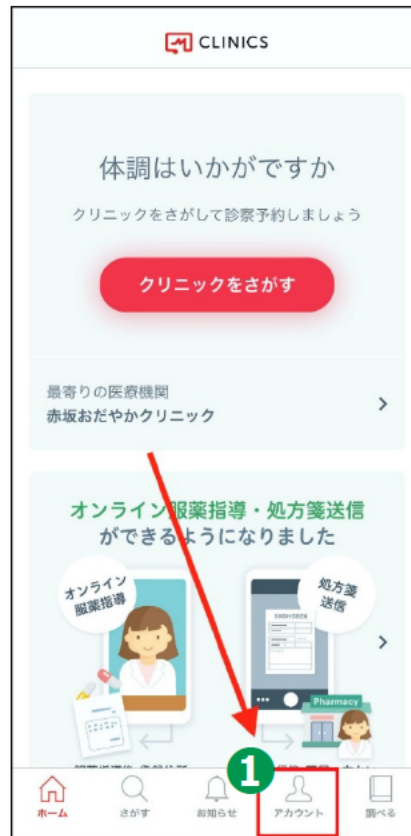 CLINICS
体調はいかがですか
クリニックをさがして診察予約しましょう
クリニックをさがす
最寄りの医療機関
赤坂おだやかクリニック
オンライン服薬指導・処方箋送信
ができるようになりました
オンライン
服薬指導
処方箋
送信
Pharmacy
1
ホーム
さがす
お知らせ
アカウント
調べる